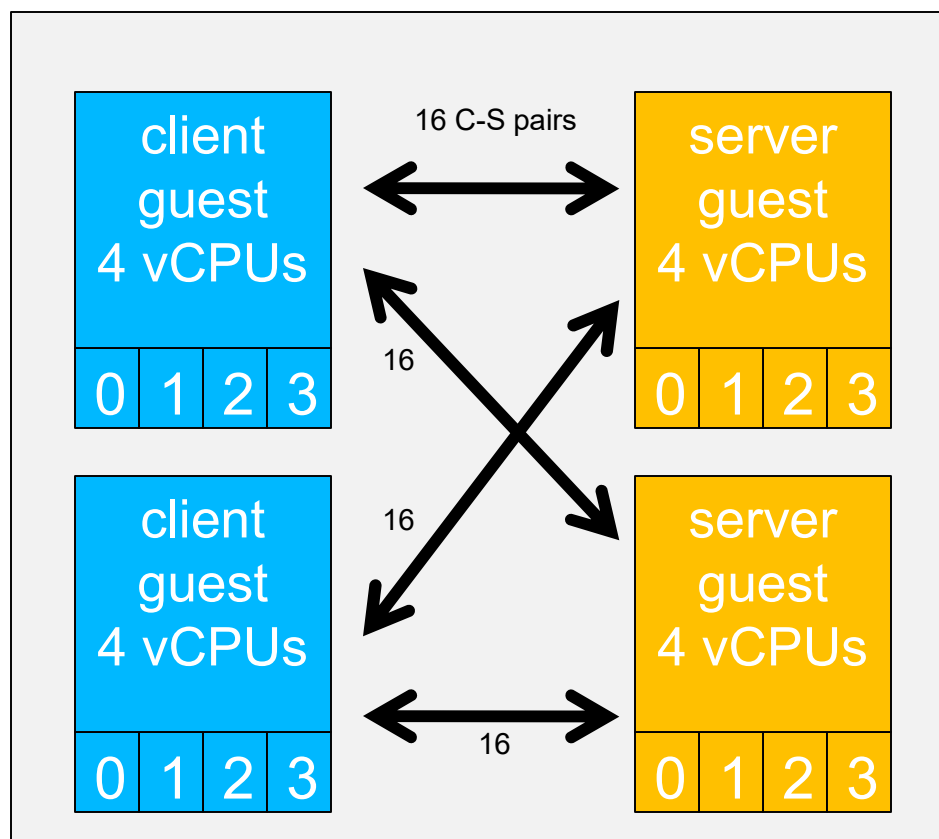 client
guest
4 vCPUs
0 1 2 3
16 C-S pairs
server
guest
4 vCPUs
0 1 2 3
16
16
client
guest
4 vCPUs
0 1 2 3
16
server
guest
4 vCPUs
0 1 2 3